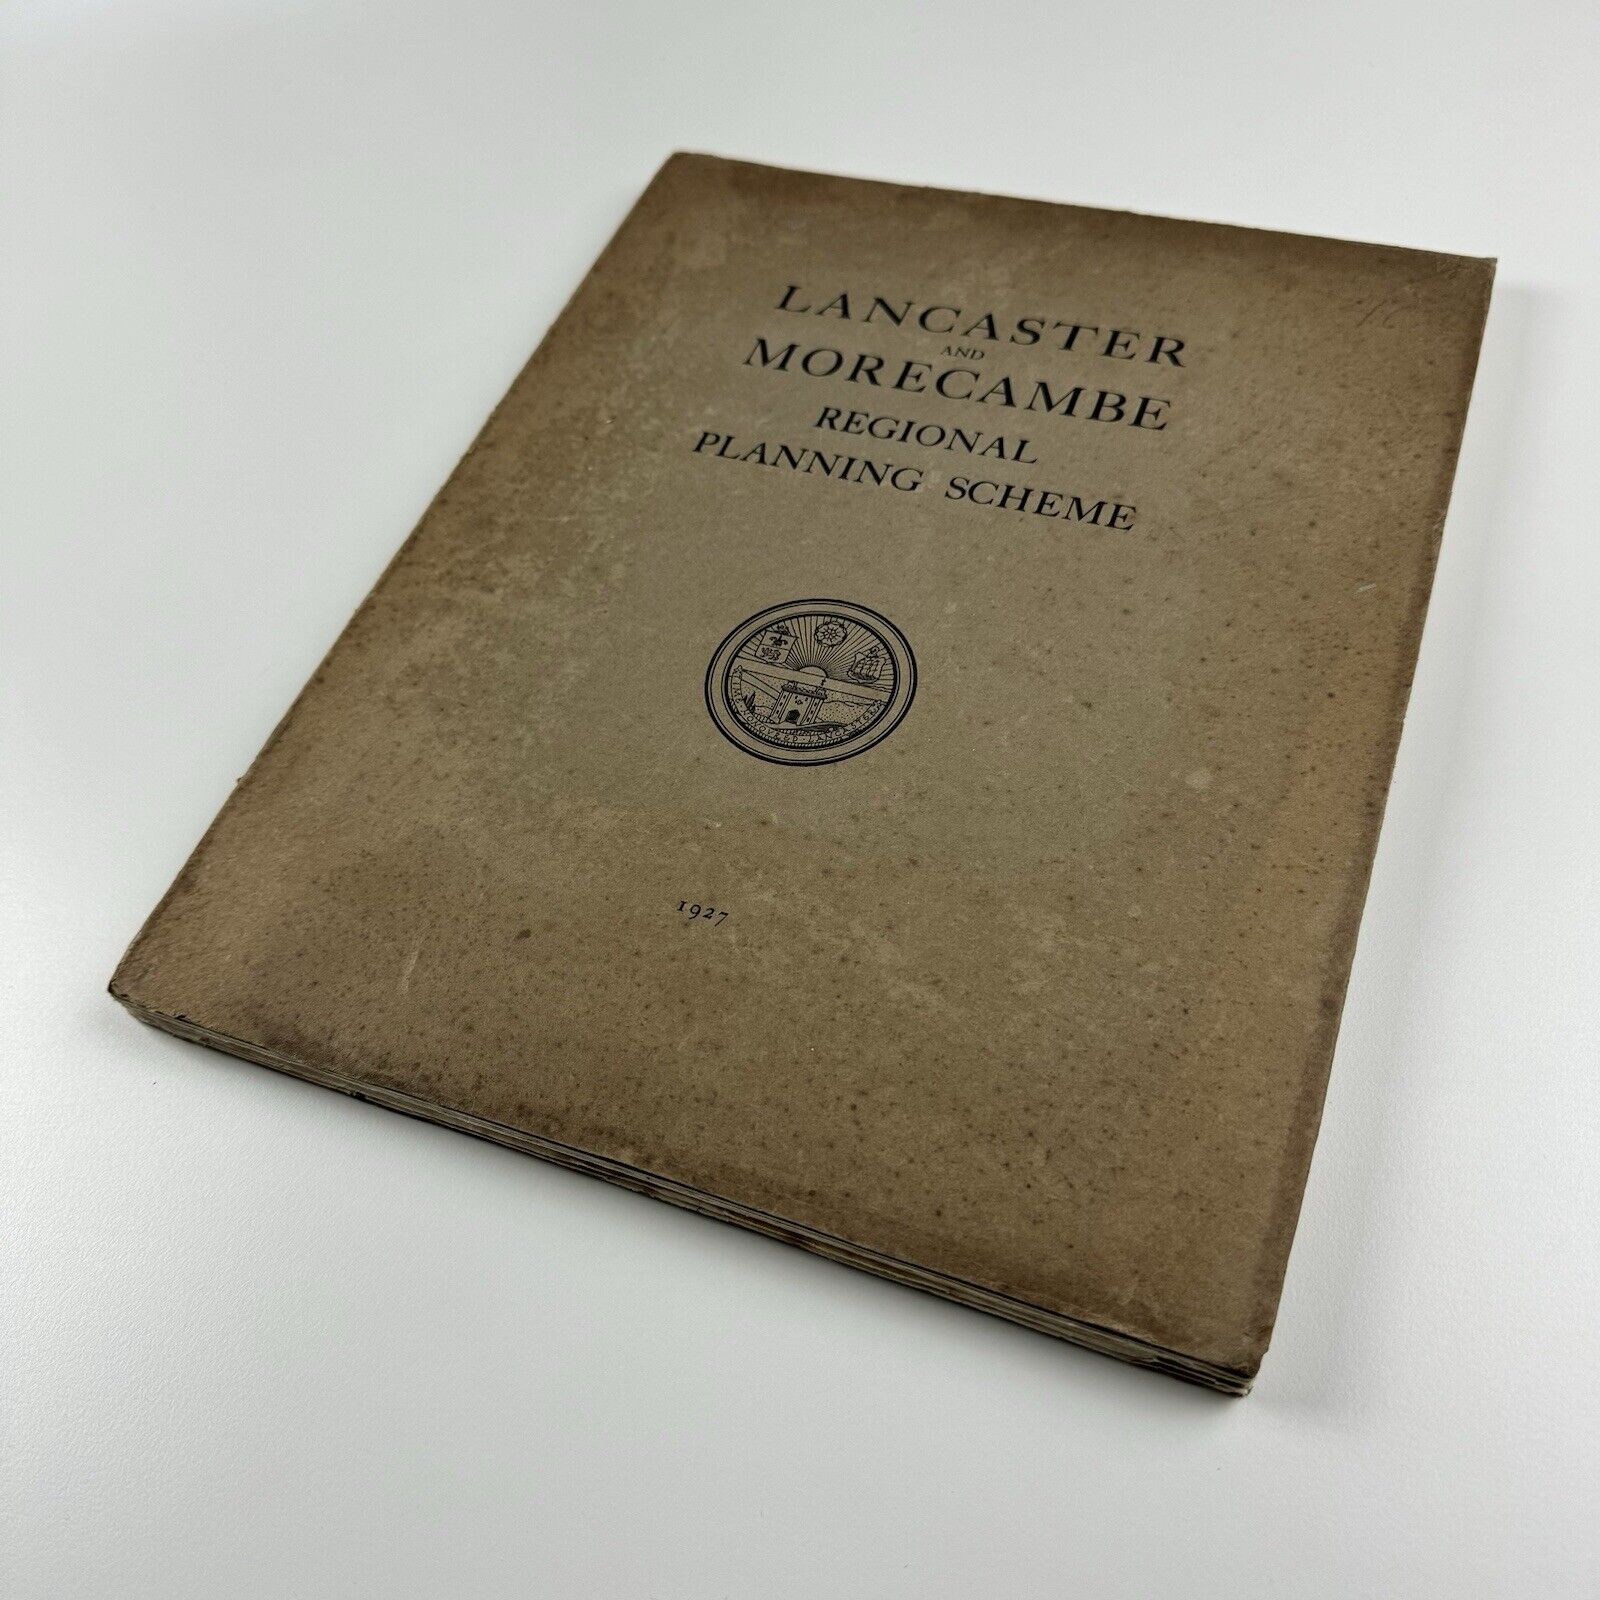 LANCASTER
AND
MORECAMBE
REGIONAL
PLANNING SCHEME
1927